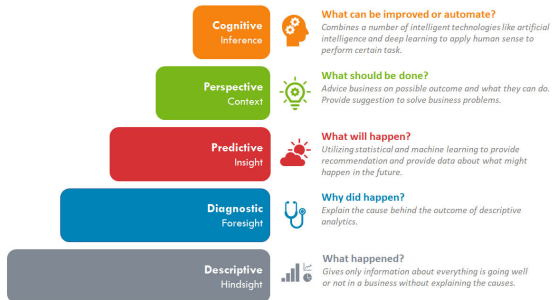 Cognitive
Inference
What can be improved or automate?
Combines a number of intelligent technologies like artificial
intelligence and deep learning to apply human sense to
perform certain task.
Perspective
Context
What should be done?
Advice business on possible outcome and what they can do.
Provide suggestion to solve business problems.
Predictive
Insight
What will happen?
Utilizing statistical and machine learning to provide
recommendation and provide data about what might
happen in the future.
Diagnostic
Foresight
Why did happen?
Explain the cause behind the outcome of descriptive
analytics.
Descriptive
Hindsight
What happened?
Gives only information about everything is going well
or not in a business without explaining the causes.